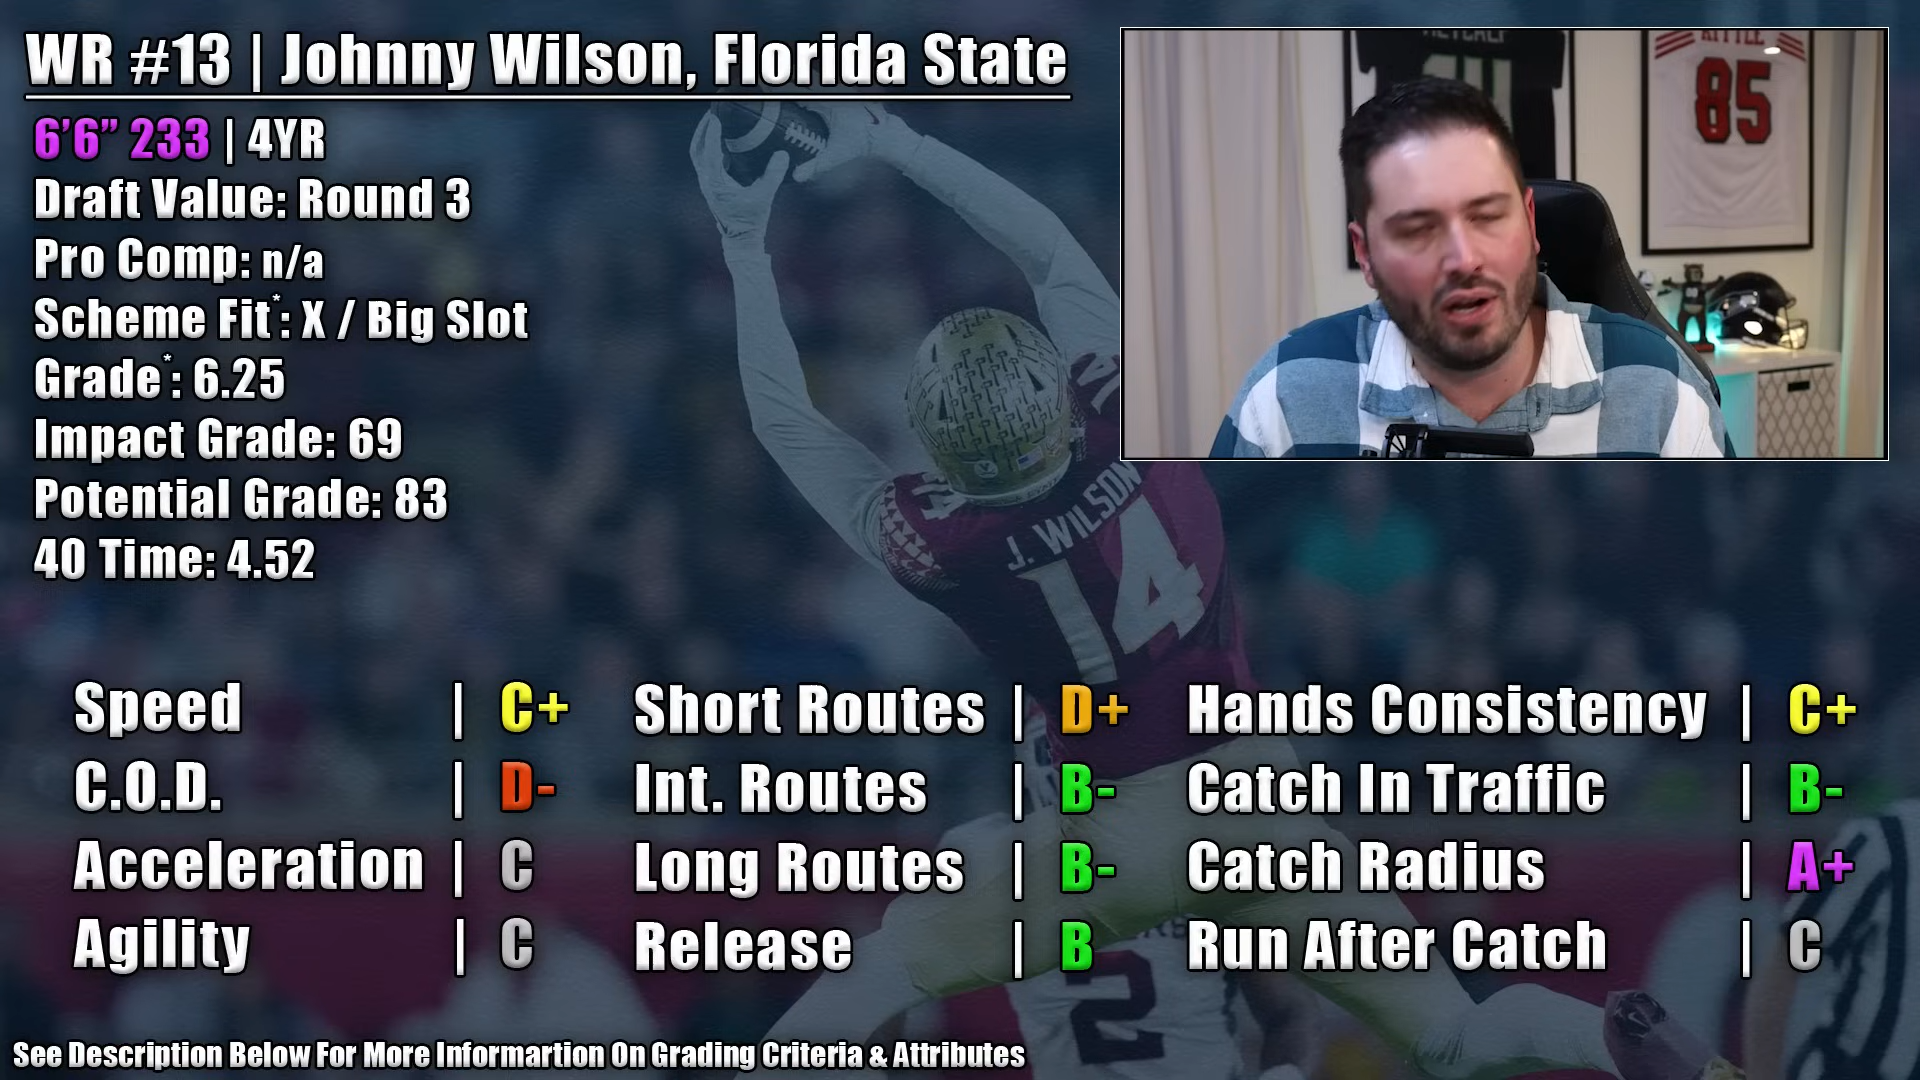 WR #13 | Johnny Wilson, Florida State
6'6" 233 | 4YR
Draft Value: Round 3
Pro Comp: n/a
Scheme Fit*: X / Big Slot
Grade*: 6.25
Impact Grade: 69
Potential Grade: 83
40 Time: 4.52
KITTLE
85
J. WILSON
14
14
2
Speed | C+
C.O.D. | D-
Acceleration | C
Agility | C
Short Routes | D+
Int. Routes | B-
Long Routes | B-
Release | B
Hands Consistency | C+
Catch In Traffic | B-
Catch Radius | A+
Run After Catch | C
See Description Below For More Informartion On Grading Criteria & Attributes